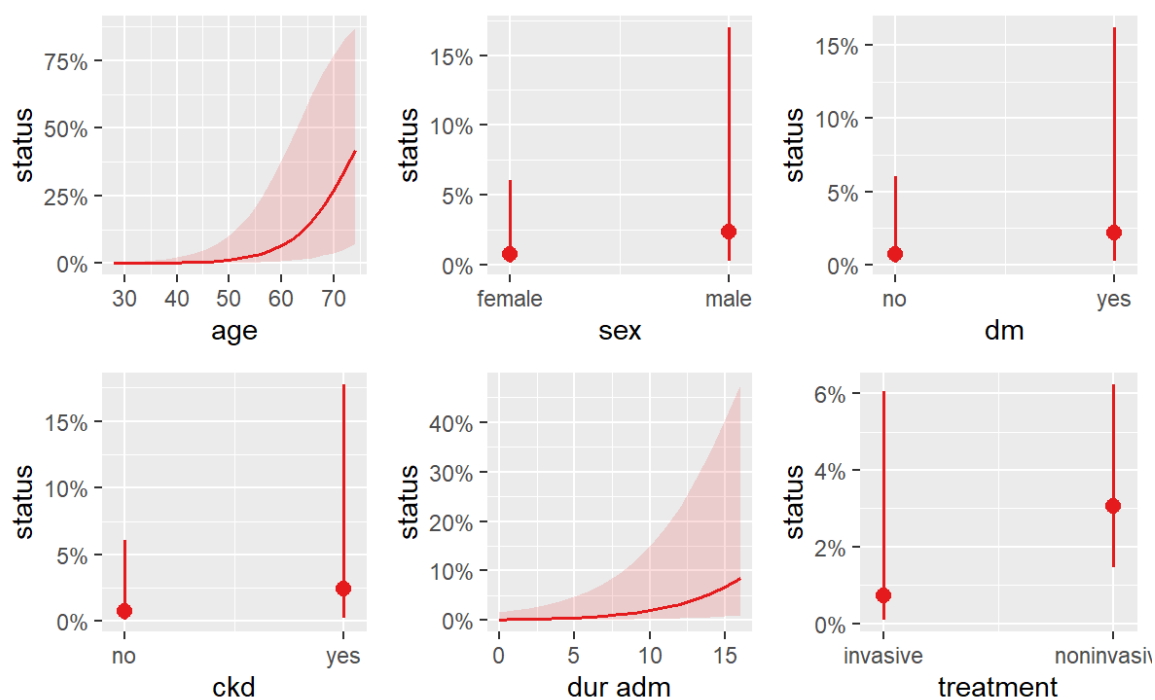 status
75%
50%
25%
0%
30 40 50 60 70
age
status
15%
10%
5%
0%
female male
sex
status
15%
10%
5%
0%
no yes
dm
status
15%
10%
5%
0%
no yes
ckd
status
40%
30%
20%
10%
0%
0 5 10 15
dur adm
status
6%
4%
2%
0%
invasive noninvasiv
treatment